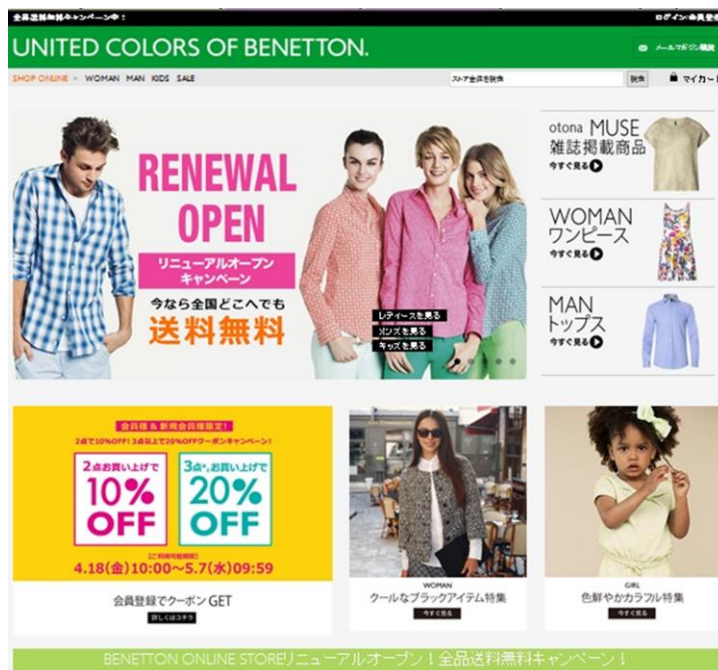 全品送料無料キャンペーン中！
ログイン/会員登
UNITED COLORS OF BENETTON.
メールマガジン購読
SHOP ONLINE > WOMAN MAN KIDS SALE
ストア全体を検索
検索
マイカート
RENEWAL
OPEN
リニューアルオープン
キャンペーン
今なら全国どこへでも
送料無料
レディースを見る
メンズを見る
キッズを見る
otona MUSE
雑誌掲載商品
今すぐ見る
WOMAN
ワンピース
今すぐ見る
MAN
トップス
今すぐ見る
会員様 & 新規会員様限定！
2点で10%OFF! 3点以上で20%OFFクーポンキャンペーン！
2点お買い上げで
10%
OFF
3点〜お買い上げで
20%
OFF
【ご利用可能期間】
4.18(金)10:00〜5.7(水)09:59
会員登録でクーポン GET
詳しくはコチラ
WOMAN
クールなブラックアイテム特集
今すぐ見る
GIRL
色鮮やかカラフル特集
今すぐ見る
BENETTON ONLINE STOREリニューアルオープン！全品送料無料キャンペーン！